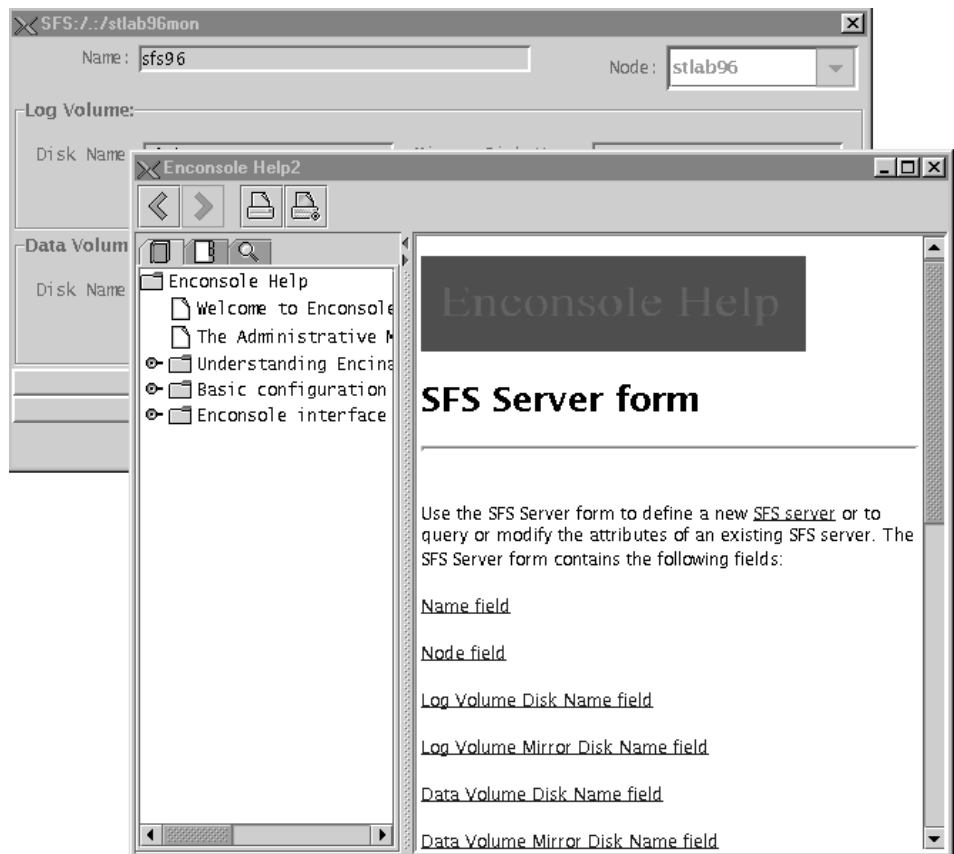 SFS:/.:/stlab96mon
Name: sfs96
Node: stlab96
Log Volume:
Disk Name
Enconsole Help2
Data Volum
Disk Name
Enconsole Help
Welcome to Enconsole
The Administrative M
Understanding Encina
Basic configuration
Enconsole interface
Enconsole Help
SFS Server form
Use the SFS Server form to define a new SFS server or to
query or modify the attributes of an existing SFS server. The
SFS Server form contains the following fields:
Name field
Node field
Log Volume Disk Name field
Log Volume Mirror Disk Name field
Data Volume Disk Name field
Data Volume Mirror Disk Name field